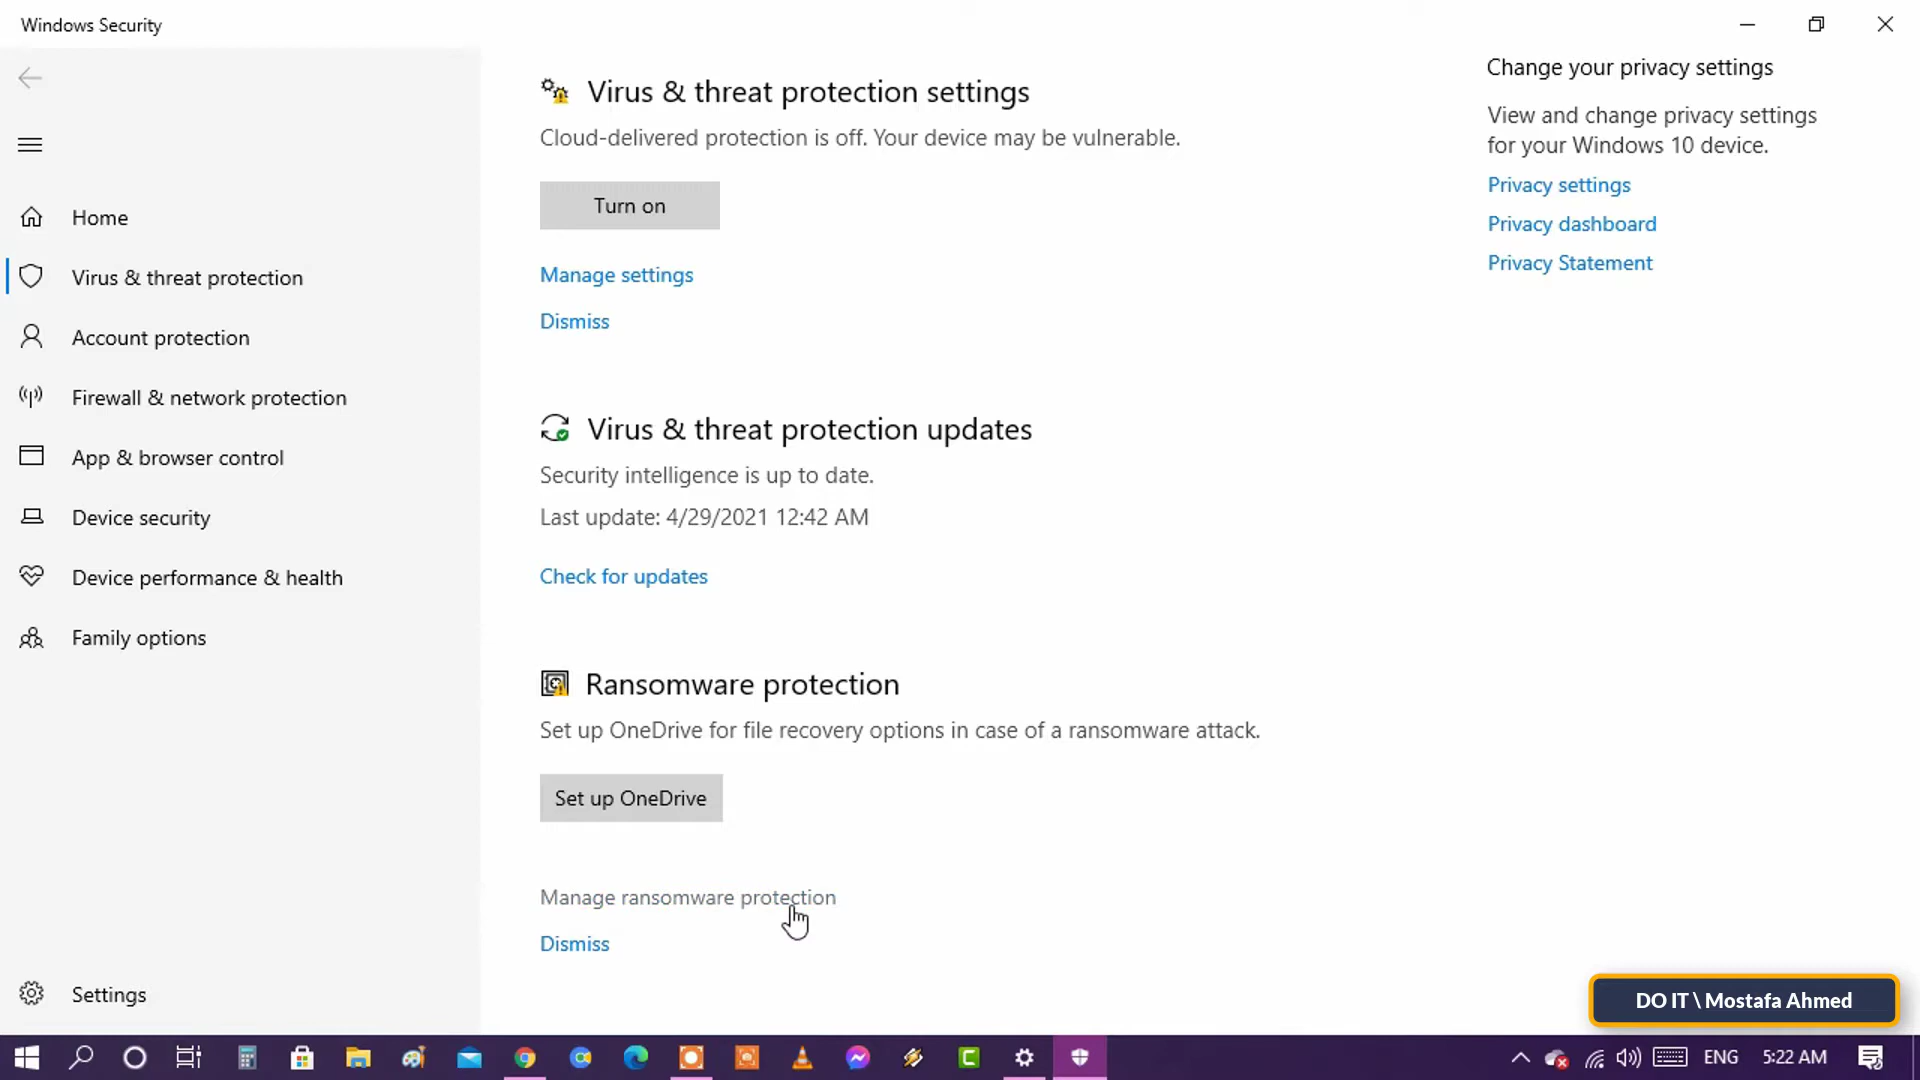 Windows Security
Home
Virus & threat protection
Account protection
Firewall & network protection
App & browser control
Device security
Device performance & health
Family options
Settings
Virus & threat protection settings
Cloud-delivered protection is off. Your device may be vulnerable.
Turn on
Manage settings
Dismiss
Virus & threat protection updates
Security intelligence is up to date.
Last update: 4/29/2021 12:42 AM
Check for updates
Ransomware protection
Set up OneDrive for file recovery options in case of a ransomware attack.
Set up OneDrive
Manage ransomware protection
Dismiss
Change your privacy settings
View and change privacy settings
for your Windows 10 device.
Privacy settings
Privacy dashboard
Privacy Statement
DO IT \ Mostafa Ahmed
ENG
5:22 AM